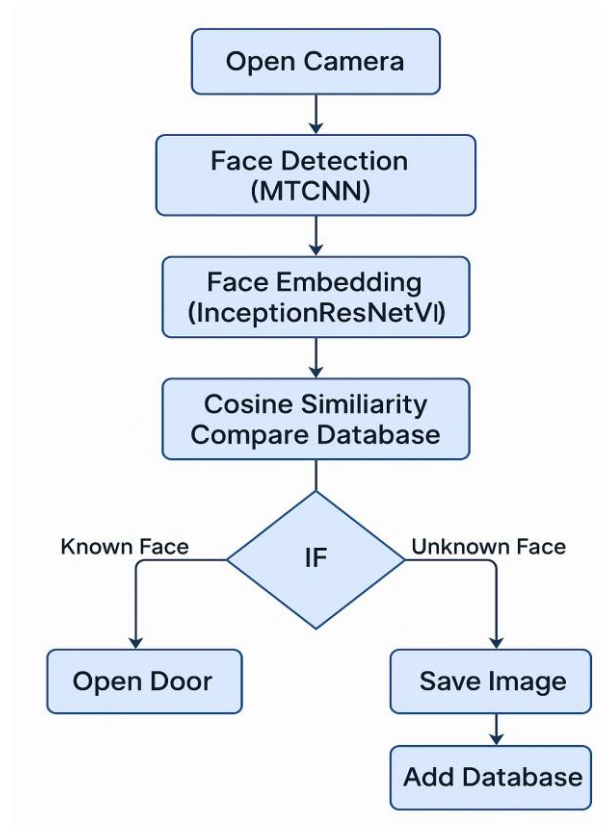 Open Camera
Face Detection
(MTCNN)
Face Embedding
(InceptionResNetVI)
Cosine Similiarity
Compare Database
IF
Known Face
Unknown Face
Open Door
Save Image
Add Database